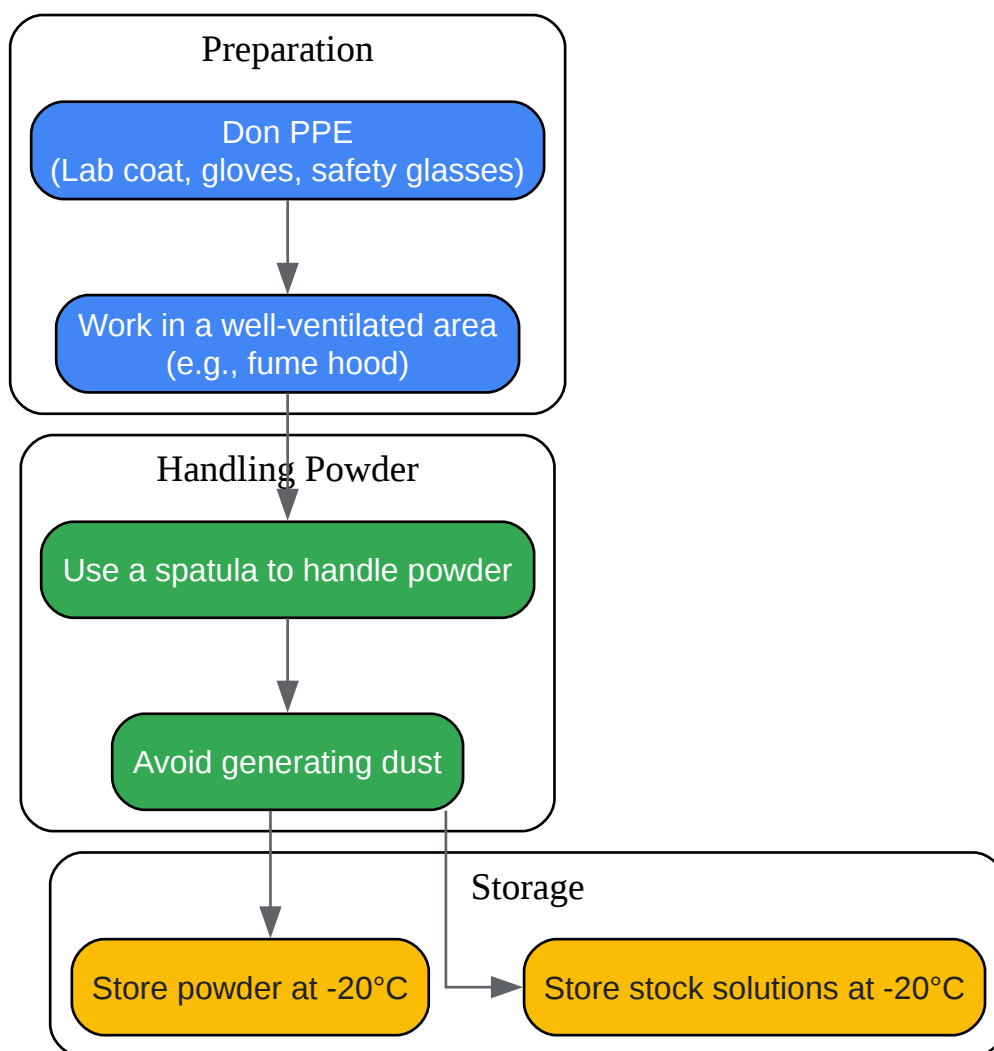 Preparation
Don PPE
(Lab coat, gloves, safety glasses)
Work in a well-ventilated area
(e.g., fume hood)
Handling Powder
Use a spatula to handle powder
Avoid generating dust
Storage
Store powder at -20°C
Store stock solutions at -20°C